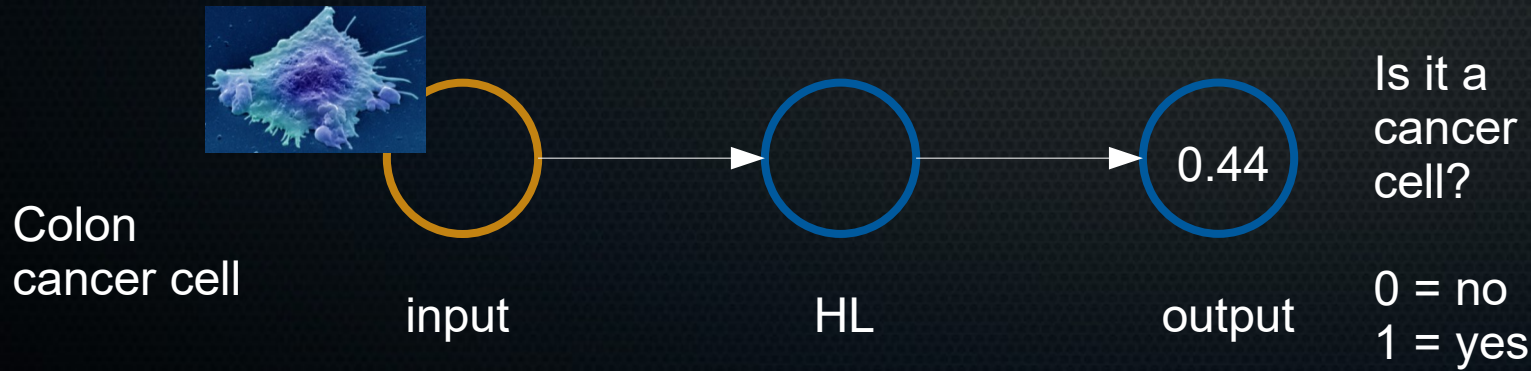 Colon
cancer cell
input
HL
0.44
output
Is it a
cancer
cell?
0 = no
1 = yes